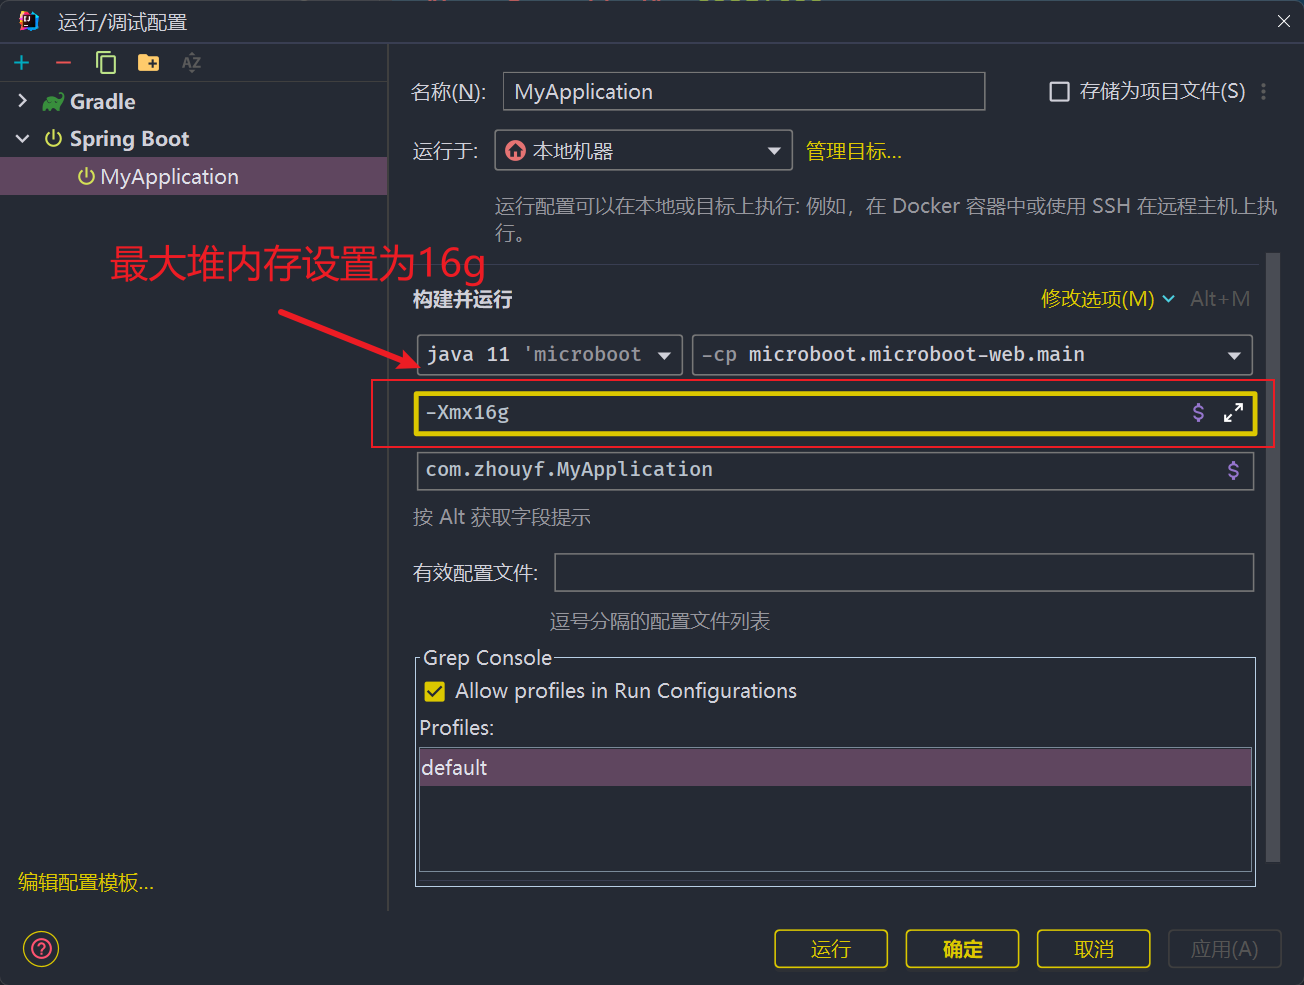 运行/调试配置
Gradle
Spring Boot
MyApplication
编辑配置模板...
名称(N):
MyApplication
存储为项目文件(S)
运行于:
本地机器
管理目标...
运行配置可以在本地或目标上执行: 例如，在 Docker 容器中或使用 SSH 在远程主机上执
行。
最大堆内存设置为16g
构建并运行
修改选项(M)
Alt+M
java 11 'microboot
-cp microboot.microboot-web.main
-Xmx16g
$
com.zhouyf.MyApplication
$
按 Alt 获取字段提示
有效配置文件:
逗号分隔的配置文件列表
Grep Console
Allow profiles in Run Configurations
Profiles:
default
?
运行
确定
取消
应用(A)